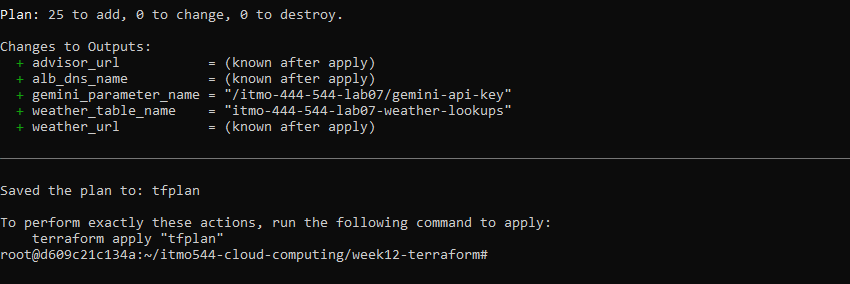 Plan: 25 to add, 0 to change, 0 to destroy.
Changes to Outputs:
  + advisor_url           = (known after apply)
  + alb_dns_name          = (known after apply)
  + gemini_parameter_name = "/itmo-444-544-lab07/gemini-api-key"
  + weather_table_name    = "itmo-444-544-lab07-weather-lookups"
  + weather_url           = (known after apply)
Saved the plan to: tfplan
To perform exactly these actions, run the following command to apply:
    terraform apply "tfplan"
root@d609c21c134a:~/itmo544-cloud-computing/week12-terraform#